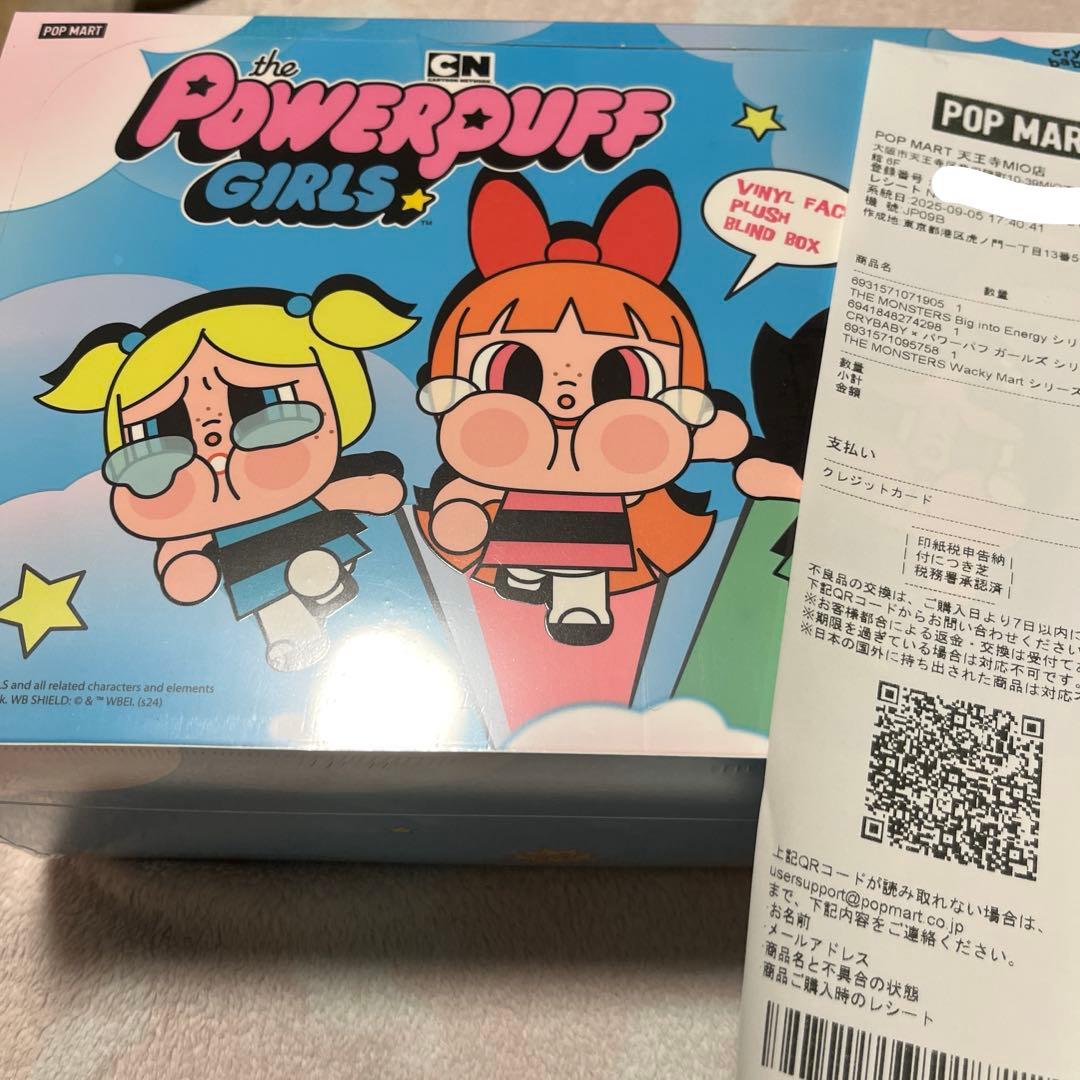 POP MART
the
CN
CARTOON NETWORK
POWERPUFF
GIRLS
™
VINYL FAC
PLUSH
BLIND BOX
LS and all related characters and elements
k. WB SHIELD: © & ™ WBEI. (s24)
cry
bab
POP MAR
POP MART 天王寺MIO店
大阪市天王寺区
館 6F
登録番号
レシート N
系統日:2025-09-05 17:40:41
機 號:JP09B
作成地:東京都港区虎ノ門一丁目13番5
商品名
数量
6931571071905 1
THE MONSTERS Big into Energy シリ
6941848274298 1
CRYBABY × パワーパフ ガールズ シリ
6931571095758 1
THE MONSTERS Wacky Mart シリーズ
数量
小計
金額
支払い
クレジットカード
印紙税申告納
付につき芝
税務署承認済
不良品の交換は、ご購入日より7日以内に
下記QRコードからお問い合わせください
※お客様都合による返金・交換は受付て
※期限を過ぎている場合は対応不可です
※日本の国外に持ち出された商品は対応
上記QRコードが読み取れない場合は、
usersupport@popmart.co.jp
まで、下記内容をご連絡ください。
お名前
メールアドレス
商品名と不具合の状態
商品ご購入時のレシート